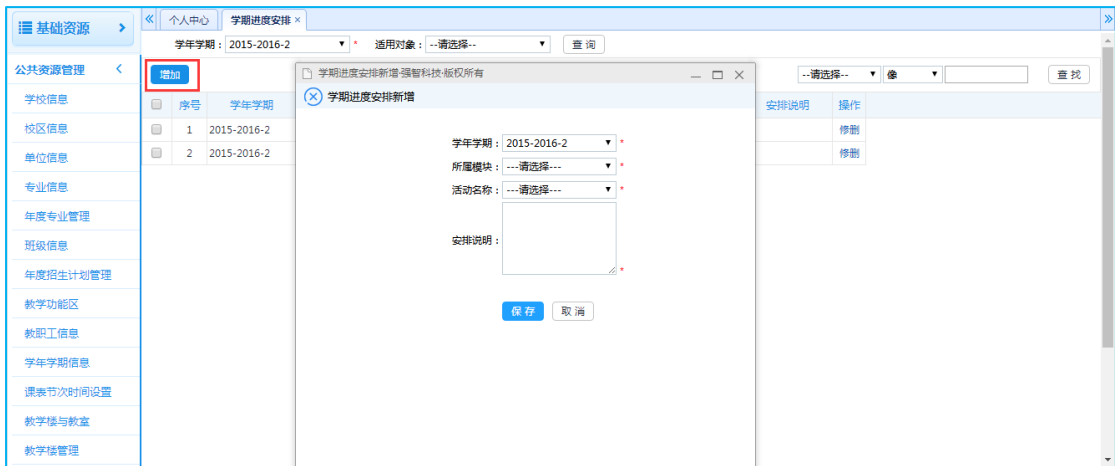 基础资源
个人中心 学期进度安排 ×
学年学期：2015-2016-2 * 适用对象：--请选择-- 查 询
公共资源管理
学校信息
校区信息
单位信息
专业信息
年度专业管理
班级信息
年度招生计划管理
教学功能区
教职工信息
学年学期信息
课表节次时间设置
教学楼与教室
教学楼管理
增加
--请选择-- 像 查 找
序号 学年学期 安排说明 操作
1 2015-2016-2 修删
2 2015-2016-2 修删
学期进度安排新增-强智科技·版权所有
学期进度安排新增
学年学期：2015-2016-2 *
所属模块：---请选择--- *
活动名称：---请选择--- *
安排说明： *
保 存 取 消